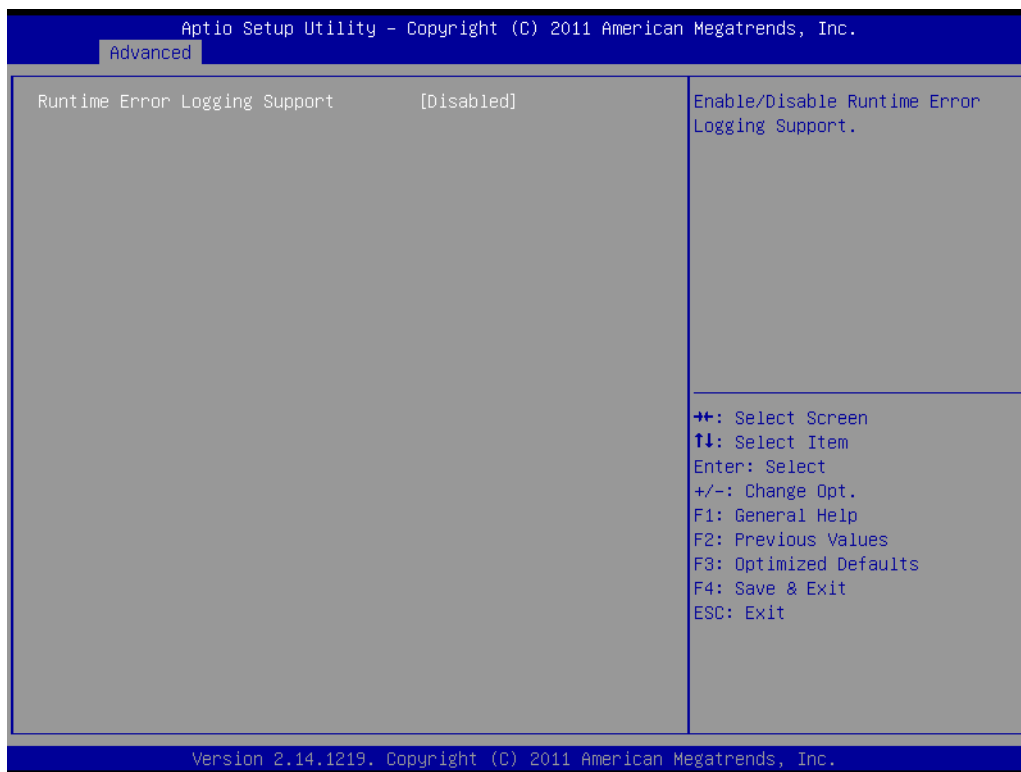 Aptio Setup Utility – Copyright (C) 2011 American Megatrends, Inc.
Advanced
Runtime Error Logging Support [Disabled]
Enable/Disable Runtime Error
Logging Support.
→←: Select Screen
↑↓: Select Item
Enter: Select
+/-: Change Opt.
F1: General Help
F2: Previous Values
F3: Optimized Defaults
F4: Save & Exit
ESC: Exit
Version 2.14.1219. Copyright (C) 2011 American Megatrends, Inc.